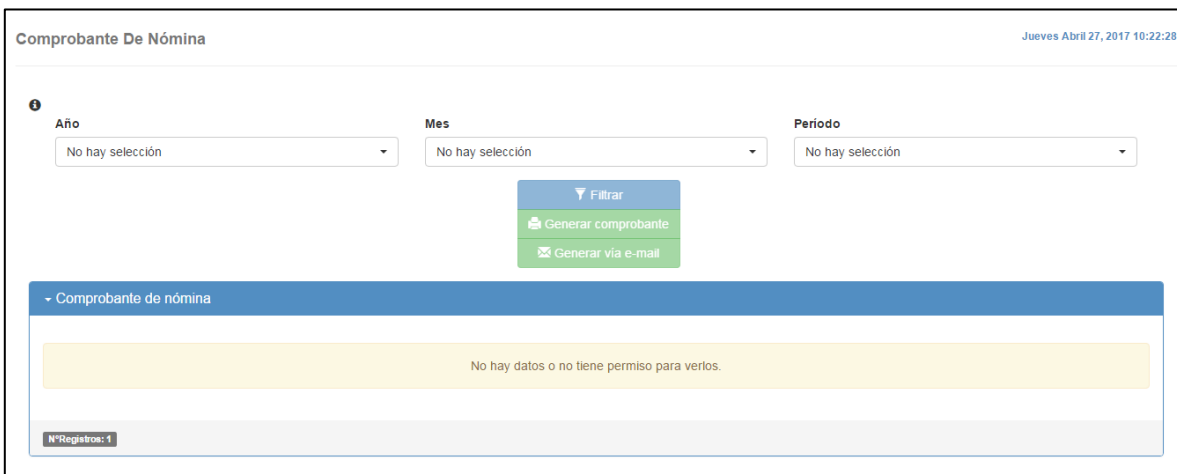 Comprobante De Nómina
Jueves Abril 27, 2017 10:22:28
Año
Mes
Periodo
No hay selección
No hay selección
No hay selección
Filtrar
Generar comprobante
Generar vía e-mail
Comprobante de nómina
No hay datos o no tiene permiso para verlos.
NºRegistros: 1